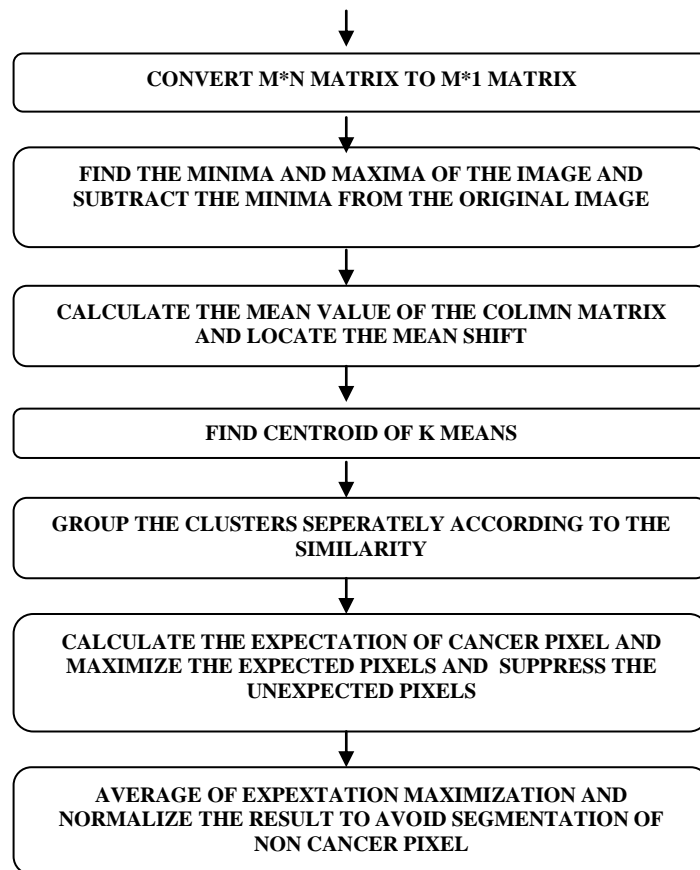 CONVERT M*N MATRIX TO M*1 MATRIX
FIND THE MINIMA AND MAXIMA OF THE IMAGE AND
SUBTRACT THE MINIMA FROM THE ORIGINAL IMAGE
CALCULATE THE MEAN VALUE OF THE COLIMN MATRIX
AND LOCATE THE MEAN SHIFT
FIND CENTROID OF K MEANS
GROUP THE CLUSTERS SEPERATELY ACCORDING TO THE
SIMILARITY
CALCULATE THE EXPECTATION OF CANCER PIXEL AND
MAXIMIZE THE EXPECTED PIXELS AND SUPPRESS THE
UNEXPECTED PIXELS
AVERAGE OF EXPEXTATION MAXIMIZATION AND
NORMALIZE THE RESULT TO AVOID SEGMENTATION OF
NON CANCER PIXEL